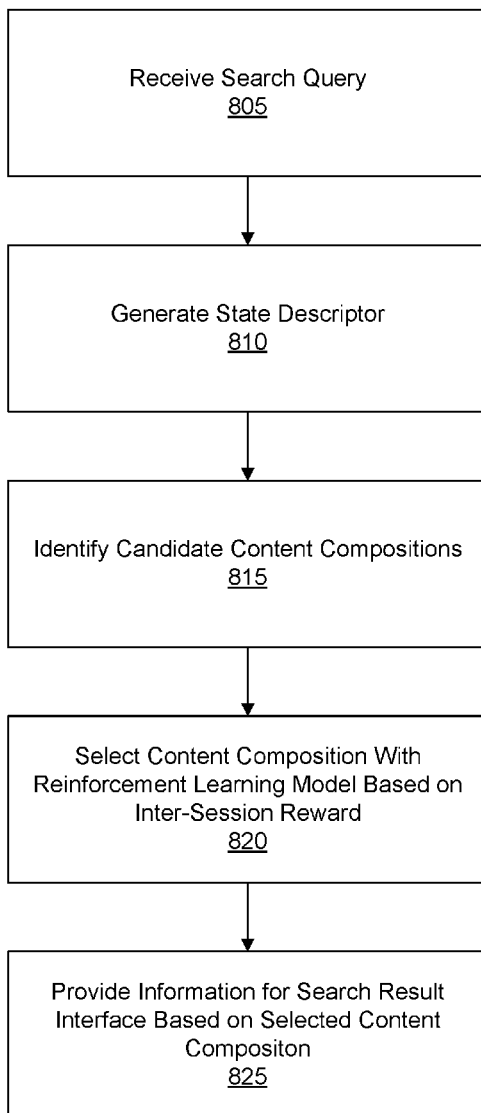 Receive Search Query
805
Generate State Descriptor
810
Identify Candidate Content Compositions
815
Select Content Composition With
Reinforcement Learning Model Based on
Inter-Session Reward
820
Provide Information for Search Result
Interface Based on Selected Content
Compositon
825